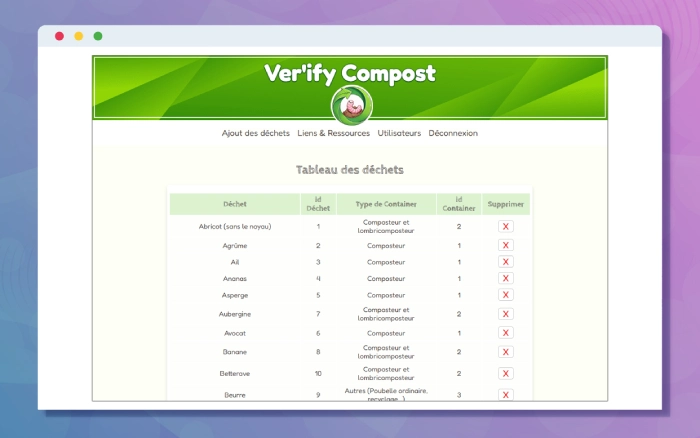 Ver'ify Compost
Ajout des déchets Liens & Ressources Utilisateurs Déconnexion
Tableau des déchets
Déchet id Déchet Type de Container id Container Supprimer
Abricot (sans le noyau) 1 Composteur et lombricomposteur 2 X
Agrûme 2 Composteur 1 X
Ail 3 Composteur 1 X
Ananas 4 Composteur 1 X
Asperge 5 Composteur 1 X
Aubergine 7 Composteur et lombricomposteur 2 X
Avocat 6 Composteur 1 X
Banane 8 Composteur et lombricomposteur 2 X
Betterave 10 Composteur et lombricomposteur 2 X
Beurre 9 Autres (Poubelle ordinaire, recyclage...) 3 X